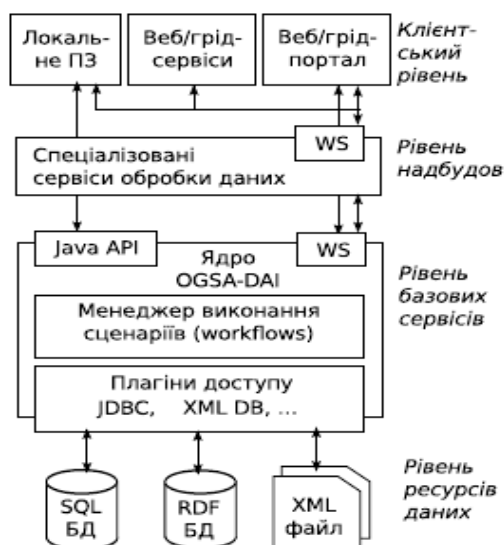 Локаль-
не ПЗ
Веб/грід-
сервіси
Веб/грід-
портал
Клієнт-
ський
рівень
WS
Спеціалізовані
сервіси обробки даних
Рівень
надбудов
Java API
Ядро
OGSA-DAI
WS
Менеджер виконання
сценаріїв (workflows)
Рівень
базових
сервісів
Плагіни доступу
JDBC, XML DB, ...
SQL
БД
RDF
БД
XML
файл
Рівень
ресурсів
даних